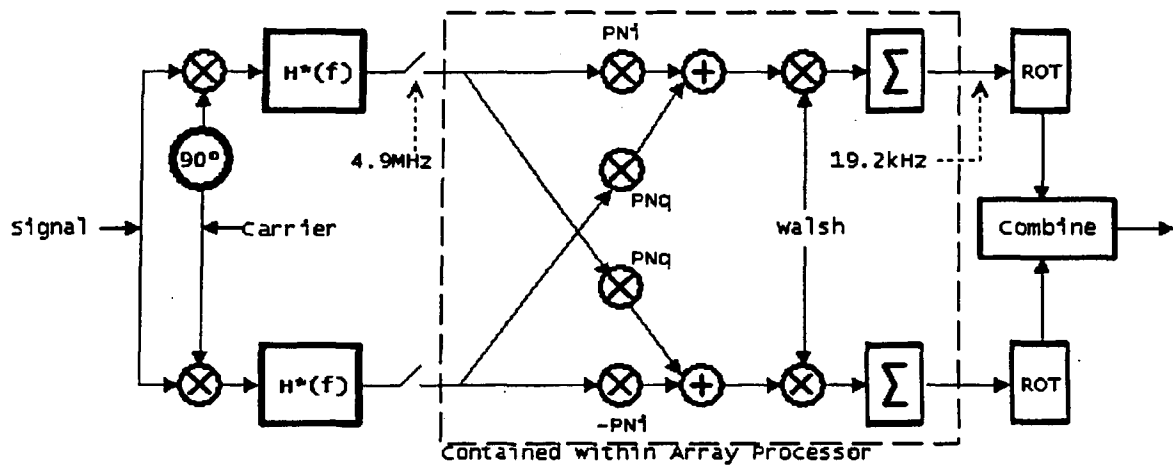 PNi
H*(f)
Σ
ROT
4.9MHz
19.2kHz
90°
PNq
Signal
Carrier
Walsh
Combine
PNq
H*(f)
Σ
ROT
-PNi
Contained Within Array Processor